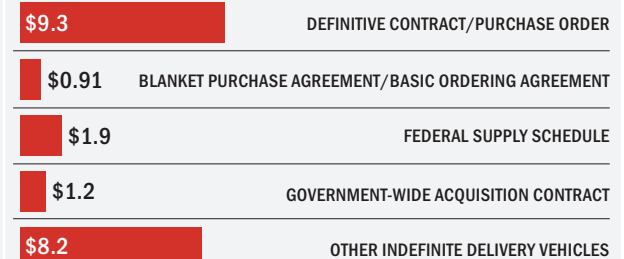 $9.3 DEFINITIVE CONTRACT/PURCHASE ORDER
$0.91 BLANKET PURCHASE AGREEMENT/BASIC ORDERING AGREEMENT
$1.9 FEDERAL SUPPLY SCHEDULE
$1.2 GOVERNMENT-WIDE ACQUISITION CONTRACT
$8.2 OTHER INDEFINITE DELIVERY VEHICLES